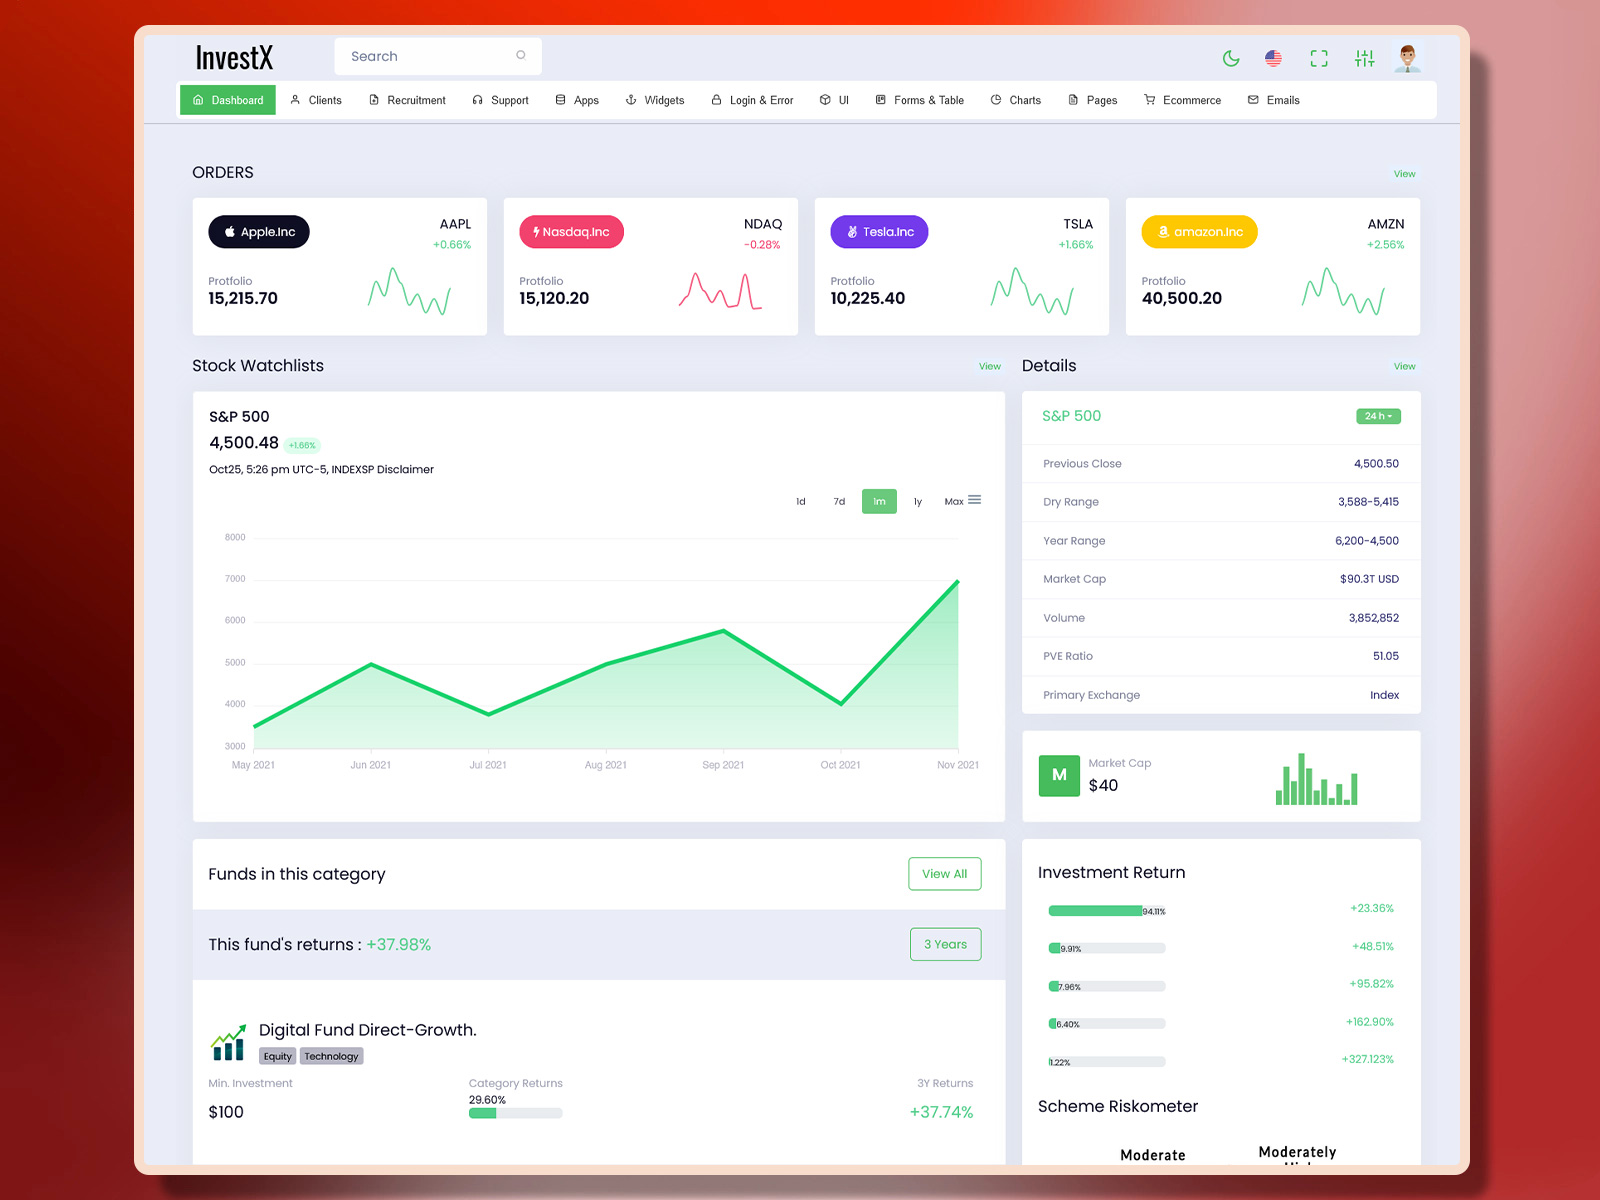 InvestX
Search
Dashboard Clients Recruitment Support Apps Widgets Login & Error UI Forms & Table Charts Pages Ecommerce Emails
ORDERS View
Apple.Inc AAPL
+0.66%
Protfolio
15,215.70
Nasdaq.Inc NDAQ
-0.28%
Protfolio
15,120.20
Tesla.Inc TSLA
+1.66%
Protfolio
10,225.40
amazon.Inc AMZN
+2.56%
Protfolio
40,500.20
Stock Watchlists View
S&P 500
4,500.48 +1.66%
Oct25, 5:26 pm UTC-5, INDEXSP Disclaimer
1d 7d 1m 1y Max
8000
7000
6000
5000
4000
3000
May 2021 Jun 2021 Jul 2021 Aug 2021 Sep 2021 Oct 2021 Nov 2021
Details View
S&P 500 24 h
Previous Close 4,500.50
Dry Range 3,588-5,415
Year Range 6,200-4,500
Market Cap $90.3T USD
Volume 3,852,852
PVE Ratio 51.05
Primary Exchange Index
M Market Cap
$40
Funds in this category View All
This fund's returns : +37.98% 3 Years
Digital Fund Direct-Growth.
Equity Technology
Min. Investment Category Returns 3Y Returns
29.60%
$100 +37.74%
Investment Return
94.11% +23.36%
9.91% +48.51%
7.96% +95.82%
6.40% +162.90%
1.22% +327.123%
Scheme Riskometer
Moderate Moderately